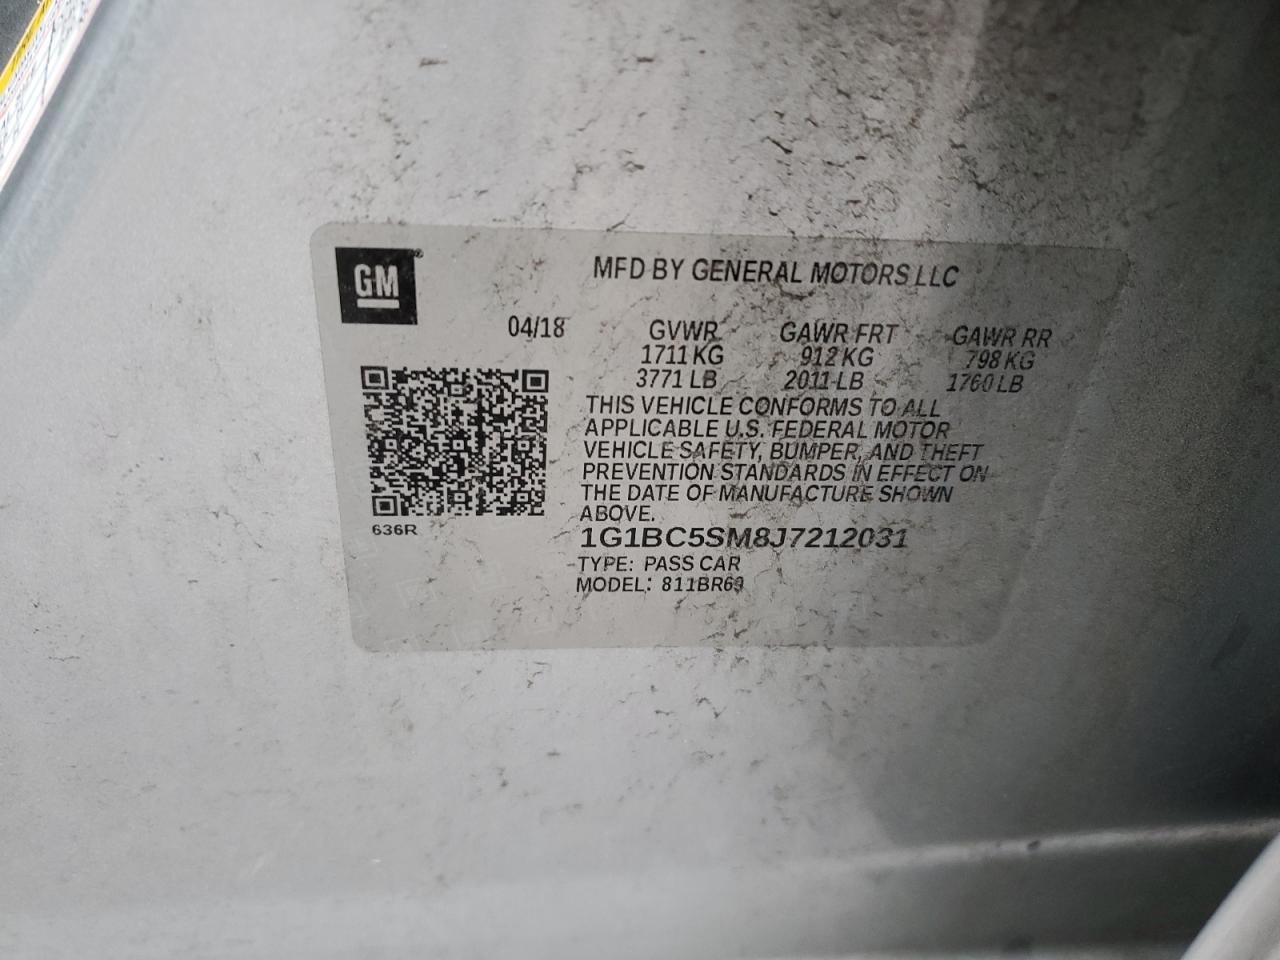 GM
MFD BY GENERAL MOTORS LLC
04/18 GVWR GAWR FRT GAWR RR
1711 KG 912 KG 798 KG
3771 LB 2011 LB 1760 LB
THIS VEHICLE CONFORMS TO ALL
APPLICABLE U.S. FEDERAL MOTOR
VEHICLE SAFETY, BUMPER, AND THEFT
PREVENTION STANDARDS IN EFFECT ON
THE DATE OF MANUFACTURE SHOWN
ABOVE.
636R
1G1BC5SM8J7212031
TYPE: PASS CAR
MODEL: 811BR69